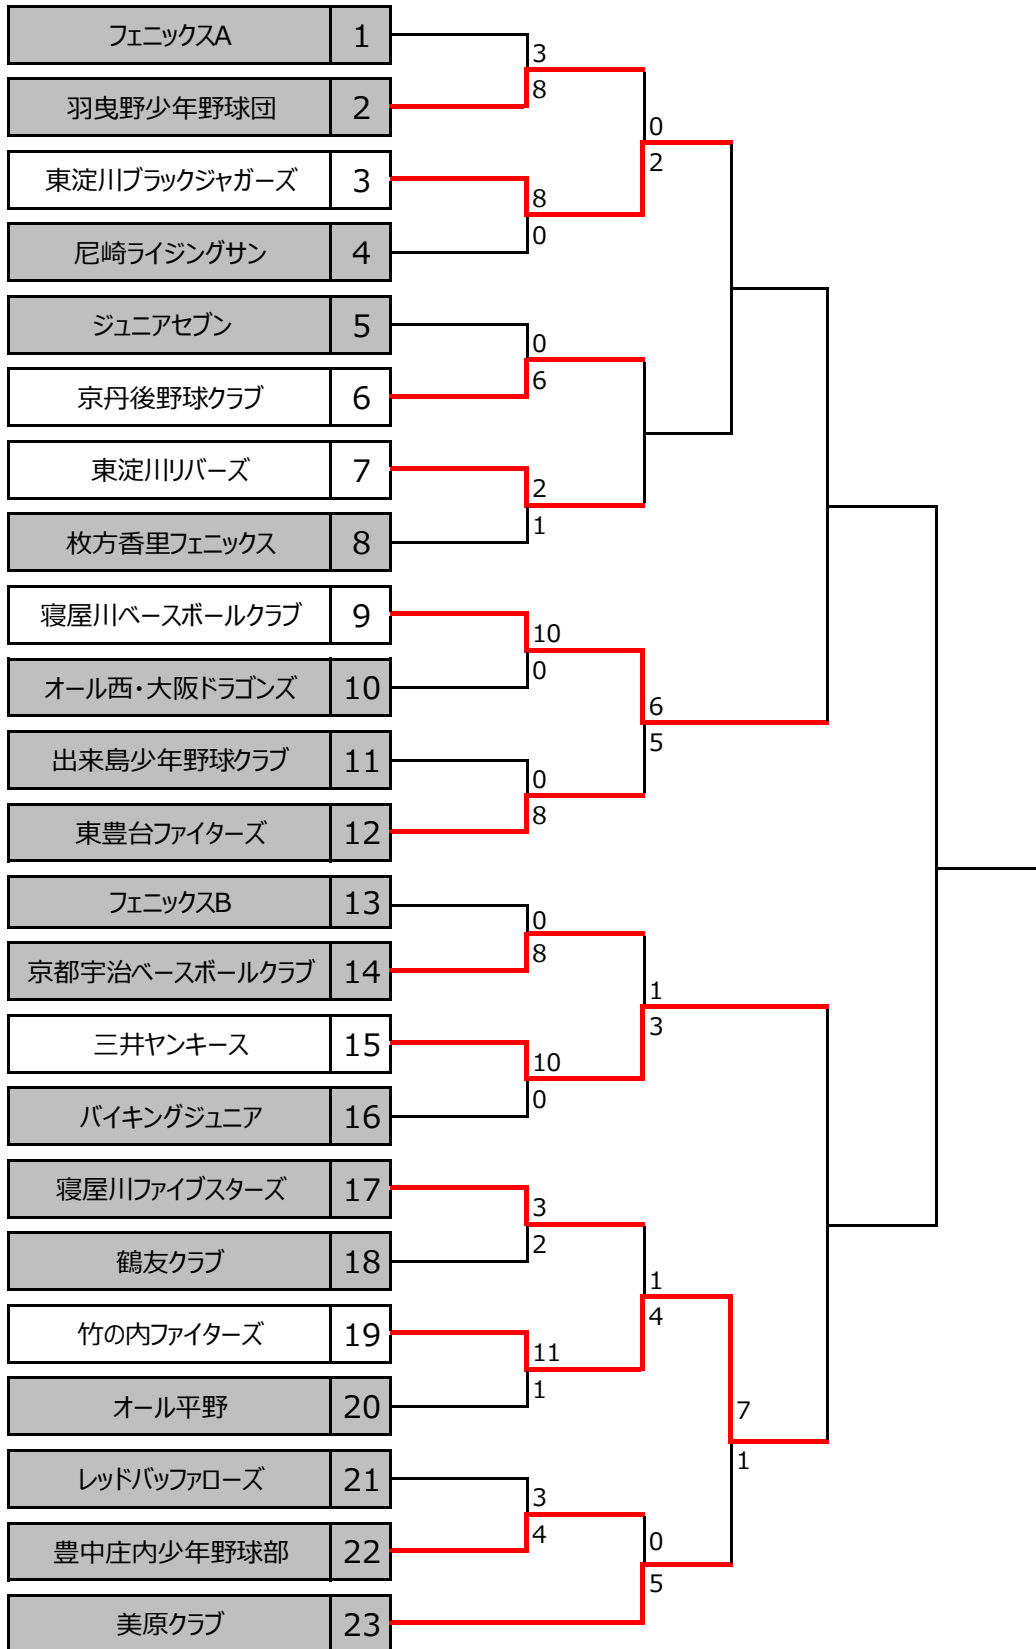 フェニックスA 1
3
8
羽曳野少年野球団 2
0
2
東淀川ブラックジャガーズ 3
8
0
尼崎ライジングサン 4
ジュニアセブン 5
0
6
京丹後野球クラブ 6
東淀川リバーズ 7
2
1
枚方香里フェニックス 8
寝屋川ベースボールクラブ 9
10
0
オール西・大阪ドラゴンズ 10
6
5
出来島少年野球クラブ 11
0
8
東豊台ファイターズ 12
フェニックスB 13
0
8
京都宇治ベースボールクラブ 14
1
3
三井ヤンキース 15
10
0
バイキングジュニア 16
寝屋川ファイブスターズ 17
3
2
鶴友クラブ 18
1
4
竹の内ファイターズ 19
11
1
オール平野 20
7
1
レッドバッファローズ 21
3
4
豊中庄内少年野球部 22
0
5
美原クラブ 23